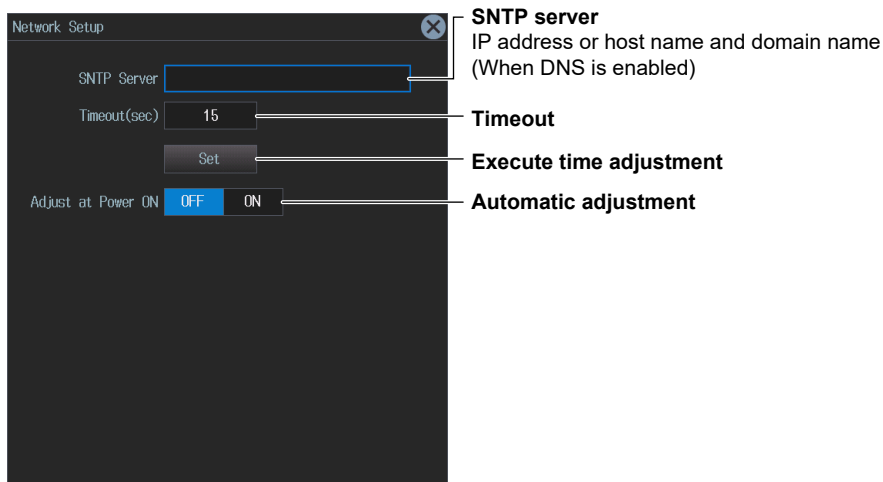 Network Setup
SNTP Server
Timeout(sec) 15
Set
Adjust at Power ON OFF ON
SNTP server
IP address or host name and domain name
(When DNS is enabled)
Timeout
Execute time adjustment
Automatic adjustment